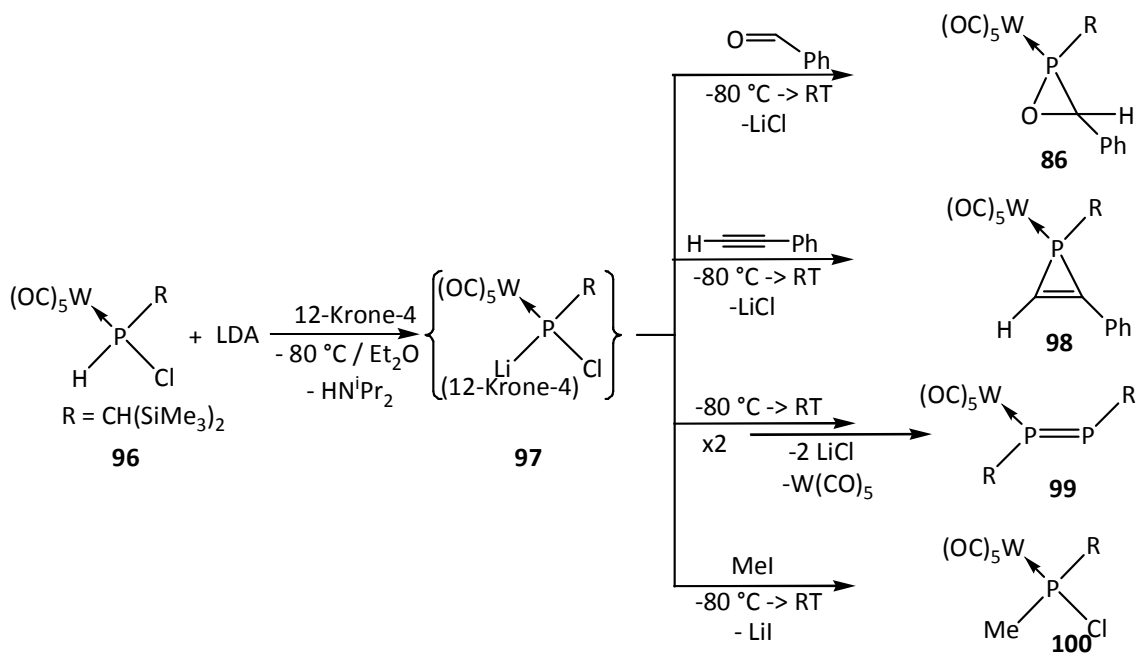 (OC)₅W
R
P
H
Cl
R = CH(SiMe₃)₂
96
+ LDA
12-Krone-4
- 80 °C / Et₂O
- HNⁱPr₂
(OC)₅W
R
P
Li
Cl
(12-Krone-4)
97
O
Ph
-80 °C -> RT
-LiCl
(OC)₅W
R
P
O
H
Ph
86
H
Ph
-80 °C -> RT
-LiCl
(OC)₅W
R
P
H
Ph
98
-80 °C -> RT
x2
-2 LiCl
-W(CO)₅
(OC)₅W
R
P
P
R
99
MeI
-80 °C -> RT
- LiI
(OC)₅W
R
P
Me
Cl
100